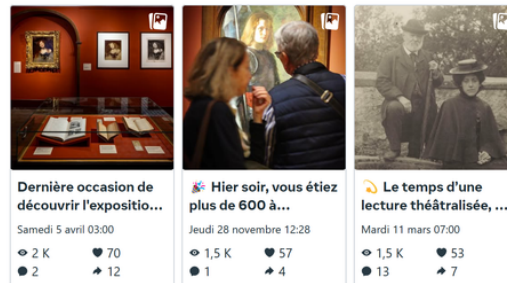 Dernière occasion de
découvrir l'expositio...
Samedi 5 avril 03:00
2 K
70
2
12
🎉 Hier soir, vous étiez
plus de 600 à...
Jeudi 28 novembre 12:28
1,5 K
57
1
4
💫 Le temps d'une
lecture théâtralisée, ...
Mardi 11 mars 07:00
1,5 K
53
13
7